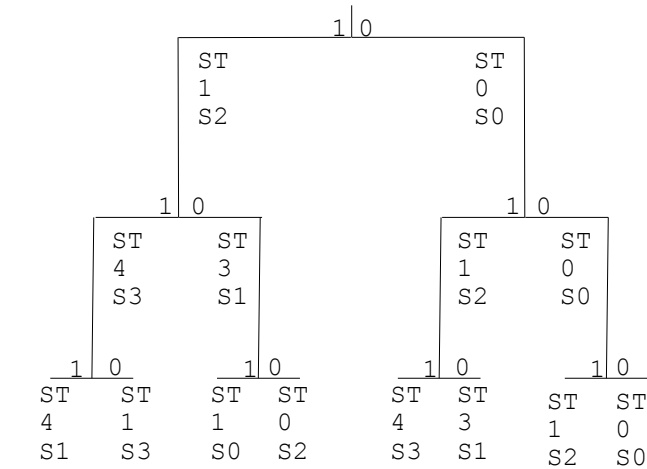 1 0
ST ST
1 0
S2 S0
1 0 1 0
ST ST ST ST
4 3 1 0
S3 S1 S2 S0
1 0 1 0 1 0 1 0
ST ST ST ST ST ST ST ST
4 1 1 0 4 3 1 0
S1 S3 S0 S2 S3 S1 S2 S0